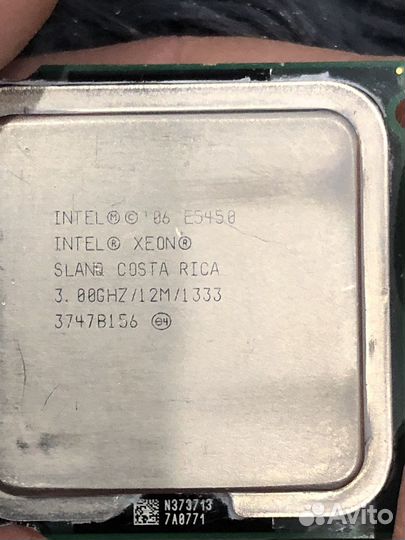 INTEL® © '06 E5450
INTEL® XEON®
SLANQ COSTA RICA
3.00GHZ/12M/1333
3747B156 e4
N373713
7A0771
Avito